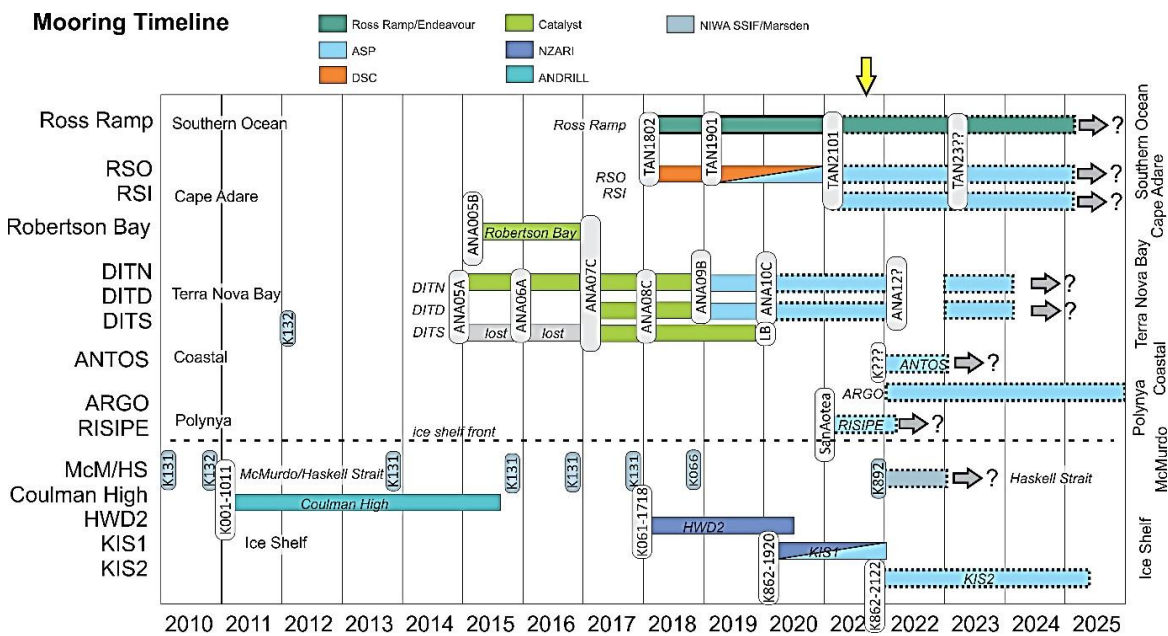 Mooring Timeline
Ross Ramp/Endeavour
Catalyst
NIWA SSIF/Marsden
ASP
NZARI
DSC
ANDRILL
Ross Ramp
Southern Ocean
Ross Ramp
TAN1802
TAN1901
TAN2101
TAN23??
?
Southern Ocean
RSO
RSI
Cape Adare
RSO
RSI
?
?
Cape Adare
Robertson Bay
ANA005B
Robertson Bay
ANA07C
DITN
DITD
DITS
Terra Nova Bay
K132
DITN
DITD
DITS
ANA05A
ANA06A
lost
lost
ANA08C
ANA09B
ANA10C
LB
ANA12?
?
?
Terra Nova Bay
ANTOS
Coastal
K???
ANTOS
?
Coastal
ARGO
RISIPE
Polynya
ARGO
SanAotea
RISIPE
?
Polynya
ice shelf front
McM/HS
K131
K132
McMurdo/Haskell Strait
K131
K131
K131
K131
K066
K892
?
Haskell Strait
McMurdo
Coulman High
K001-1011
Coulman High
HWD2
K061-1718
HWD2
KIS1
Ice Shelf
K862-1920
KIS1
KIS2
K862-2122
KIS2
Ice Shelf
2010 2011 2012 2013 2014 2015 2016 2017 2018 2019 2020 2022 2023 2024 2025